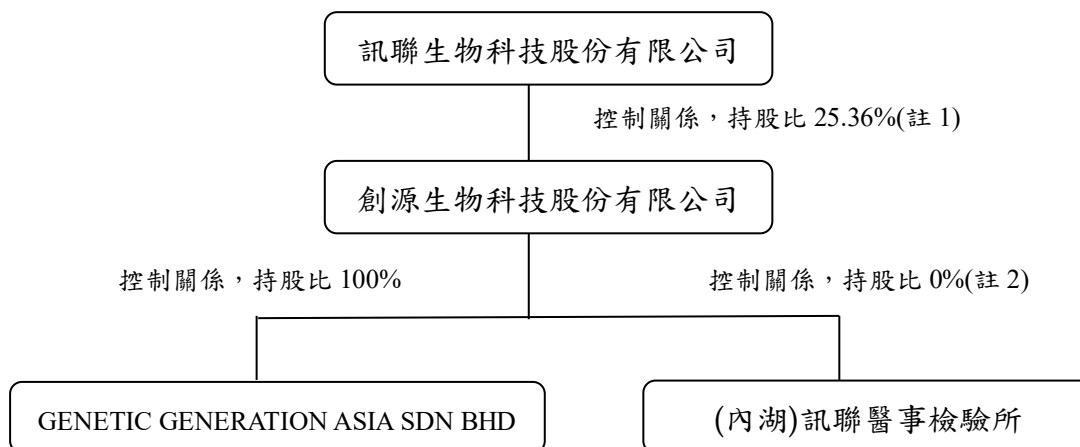 訊聯生物科技股份有限公司
控制關係，持股比 25.36%(註 1)
創源生物科技股份有限公司
控制關係，持股比 100%
控制關係，持股比 0%(註 2)
GENETIC GENERATION ASIA SDN BHD
(內湖)訊聯醫事檢驗所